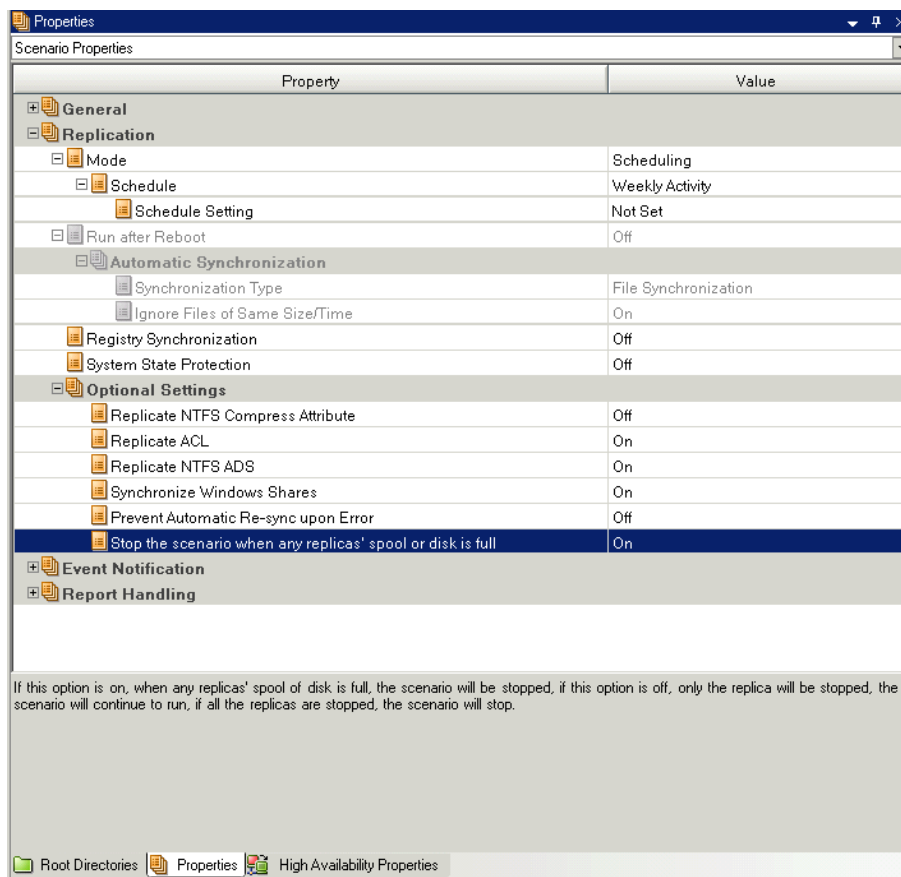 Properties
Scenario Properties
Property Value
General
Replication
Mode Scheduling
Schedule Weekly Activity
Schedule Setting Not Set
Run after Reboot Off
Automatic Synchronization
Synchronization Type File Synchronization
Ignore Files of Same Size/Time On
Registry Synchronization Off
System State Protection Off
Optional Settings
Replicate NTFS Compress Attribute Off
Replicate ACL On
Replicate NTFS ADS On
Synchronize Windows Shares On
Prevent Automatic Re-sync upon Error Off
Stop the scenario when any replicas' spool or disk is full On
Event Notification
Report Handling
If this option is on, when any replicas' spool of disk is full, the scenario will be stopped, if this option is off, only the replica will be stopped, the
scenario will continue to run, if all the replicas are stopped, the scenario will stop.
Root Directories Properties High Availability Properties